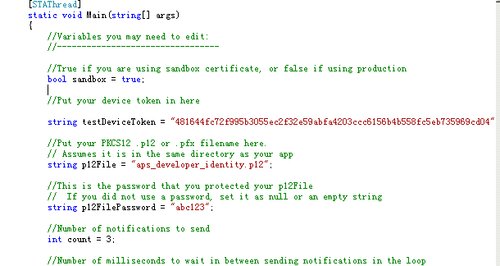 [STAThread]
static void Main(string[] args)
{
//Variables you may need to edit:
//---------------------------------
//True if you are using sandbox certificate, or false if using production
bool sandbox = true;
//Put your device token in here
string testDeviceToken = "481644fc72f995b3055ec2f32e59abfa4203ccc6156b4b558fc5eb735969cd04"
//Put your PKCS12 .p12 or .pfx filename here.
// Assumes it is in the same directory as your app
string p12File = "aps_developer_identity.p12";
//This is the password that you protected your p12File
// If you did not use a password, set it as null or an empty string
string p12FilePassword = "abc123";
//Number of notifications to send
int count = 3;
//Number of milliseconds to wait in between sending notifications in the loop